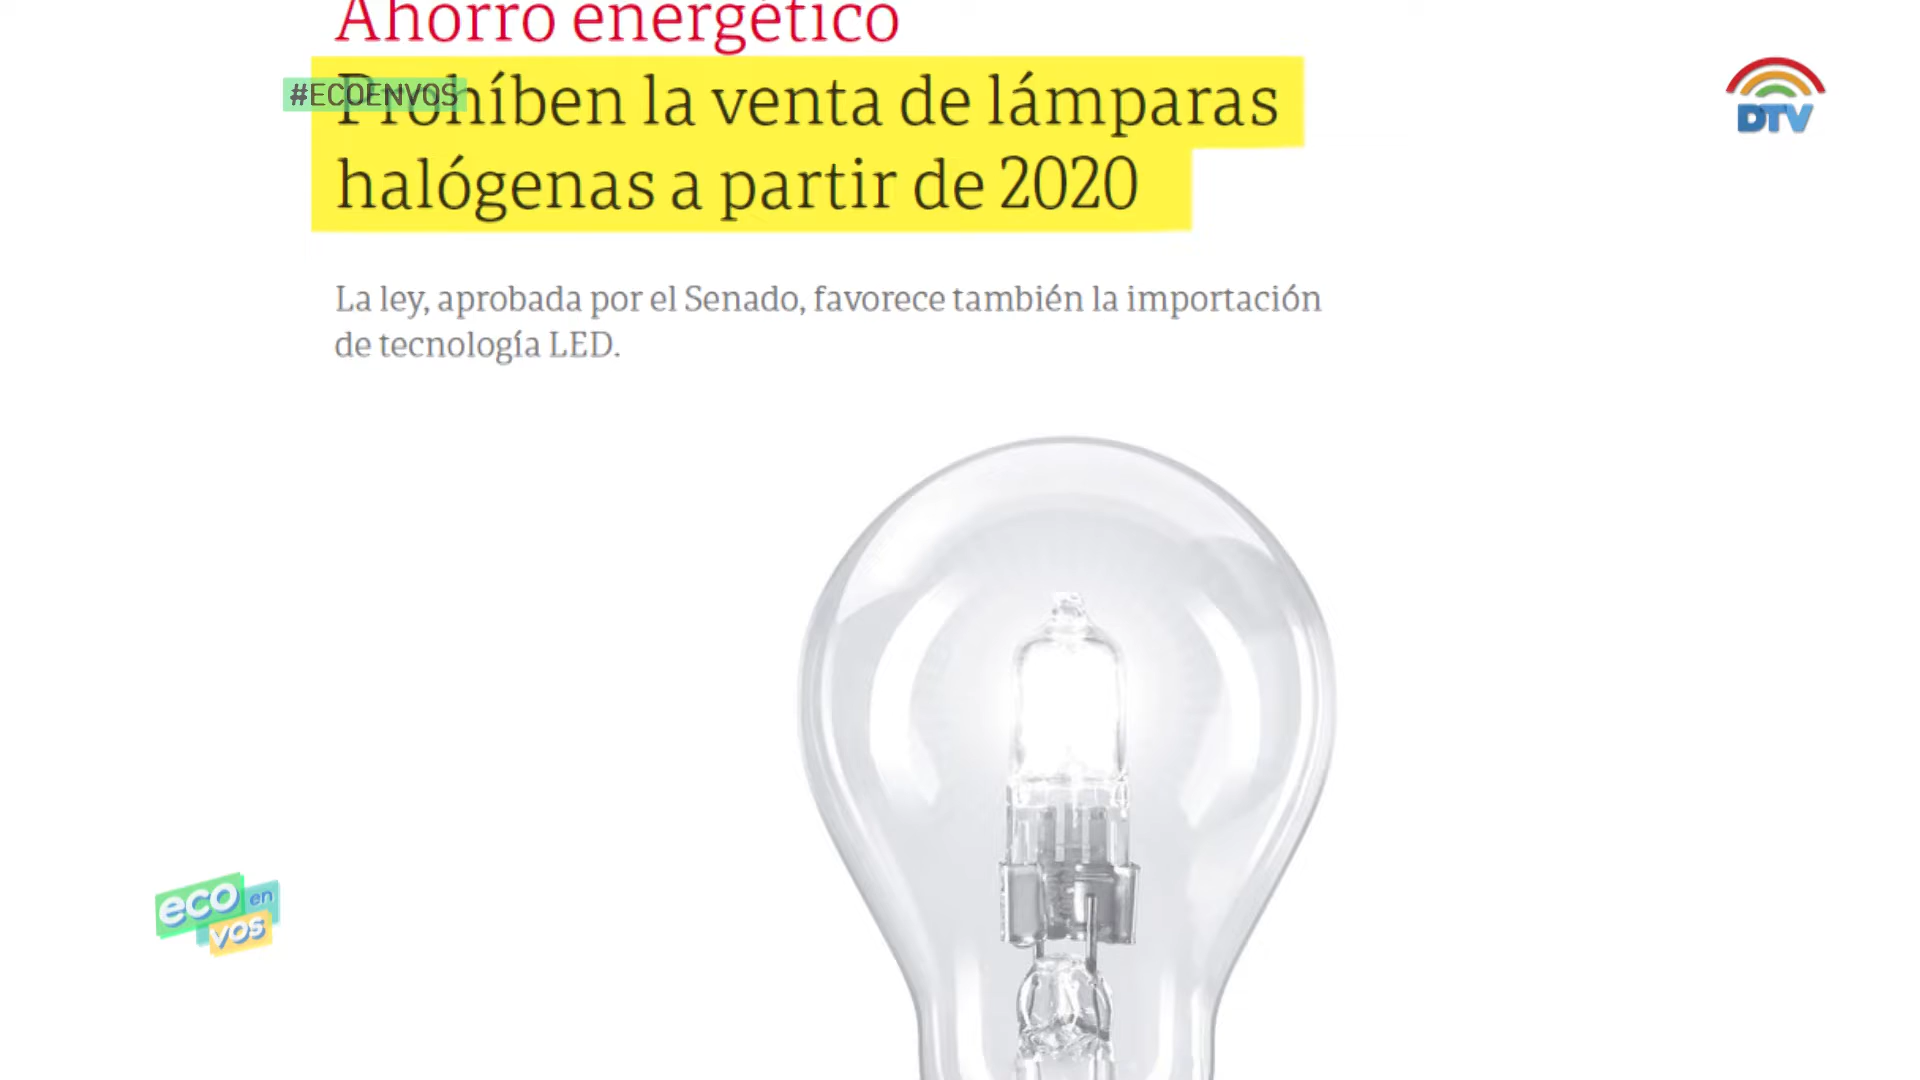 Ahorro energético
#ECOENVOS
Prohíben la venta de lámparas
halógenas a partir de 2020
La ley, aprobada por el Senado, favorece también la importación
de tecnología LED.
DTV
eco en
vos